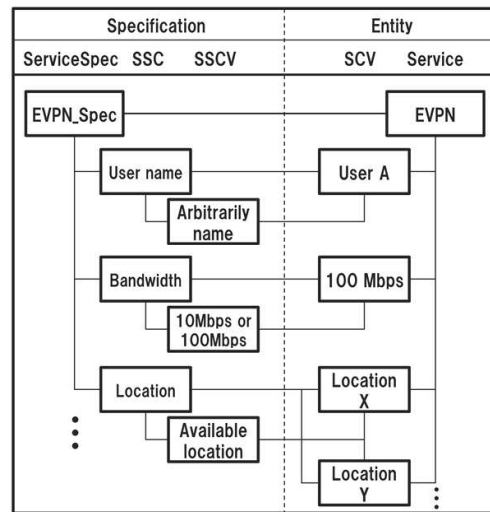 Specification Entity
ServiceSpec SSC SSCV SCV Service
EVPN_Spec EVPN
User name User A
Arbitrarily
name
Bandwidth 100 Mbps
10Mbps or
100Mbps
Location Location
X
Available
location
Location
Y